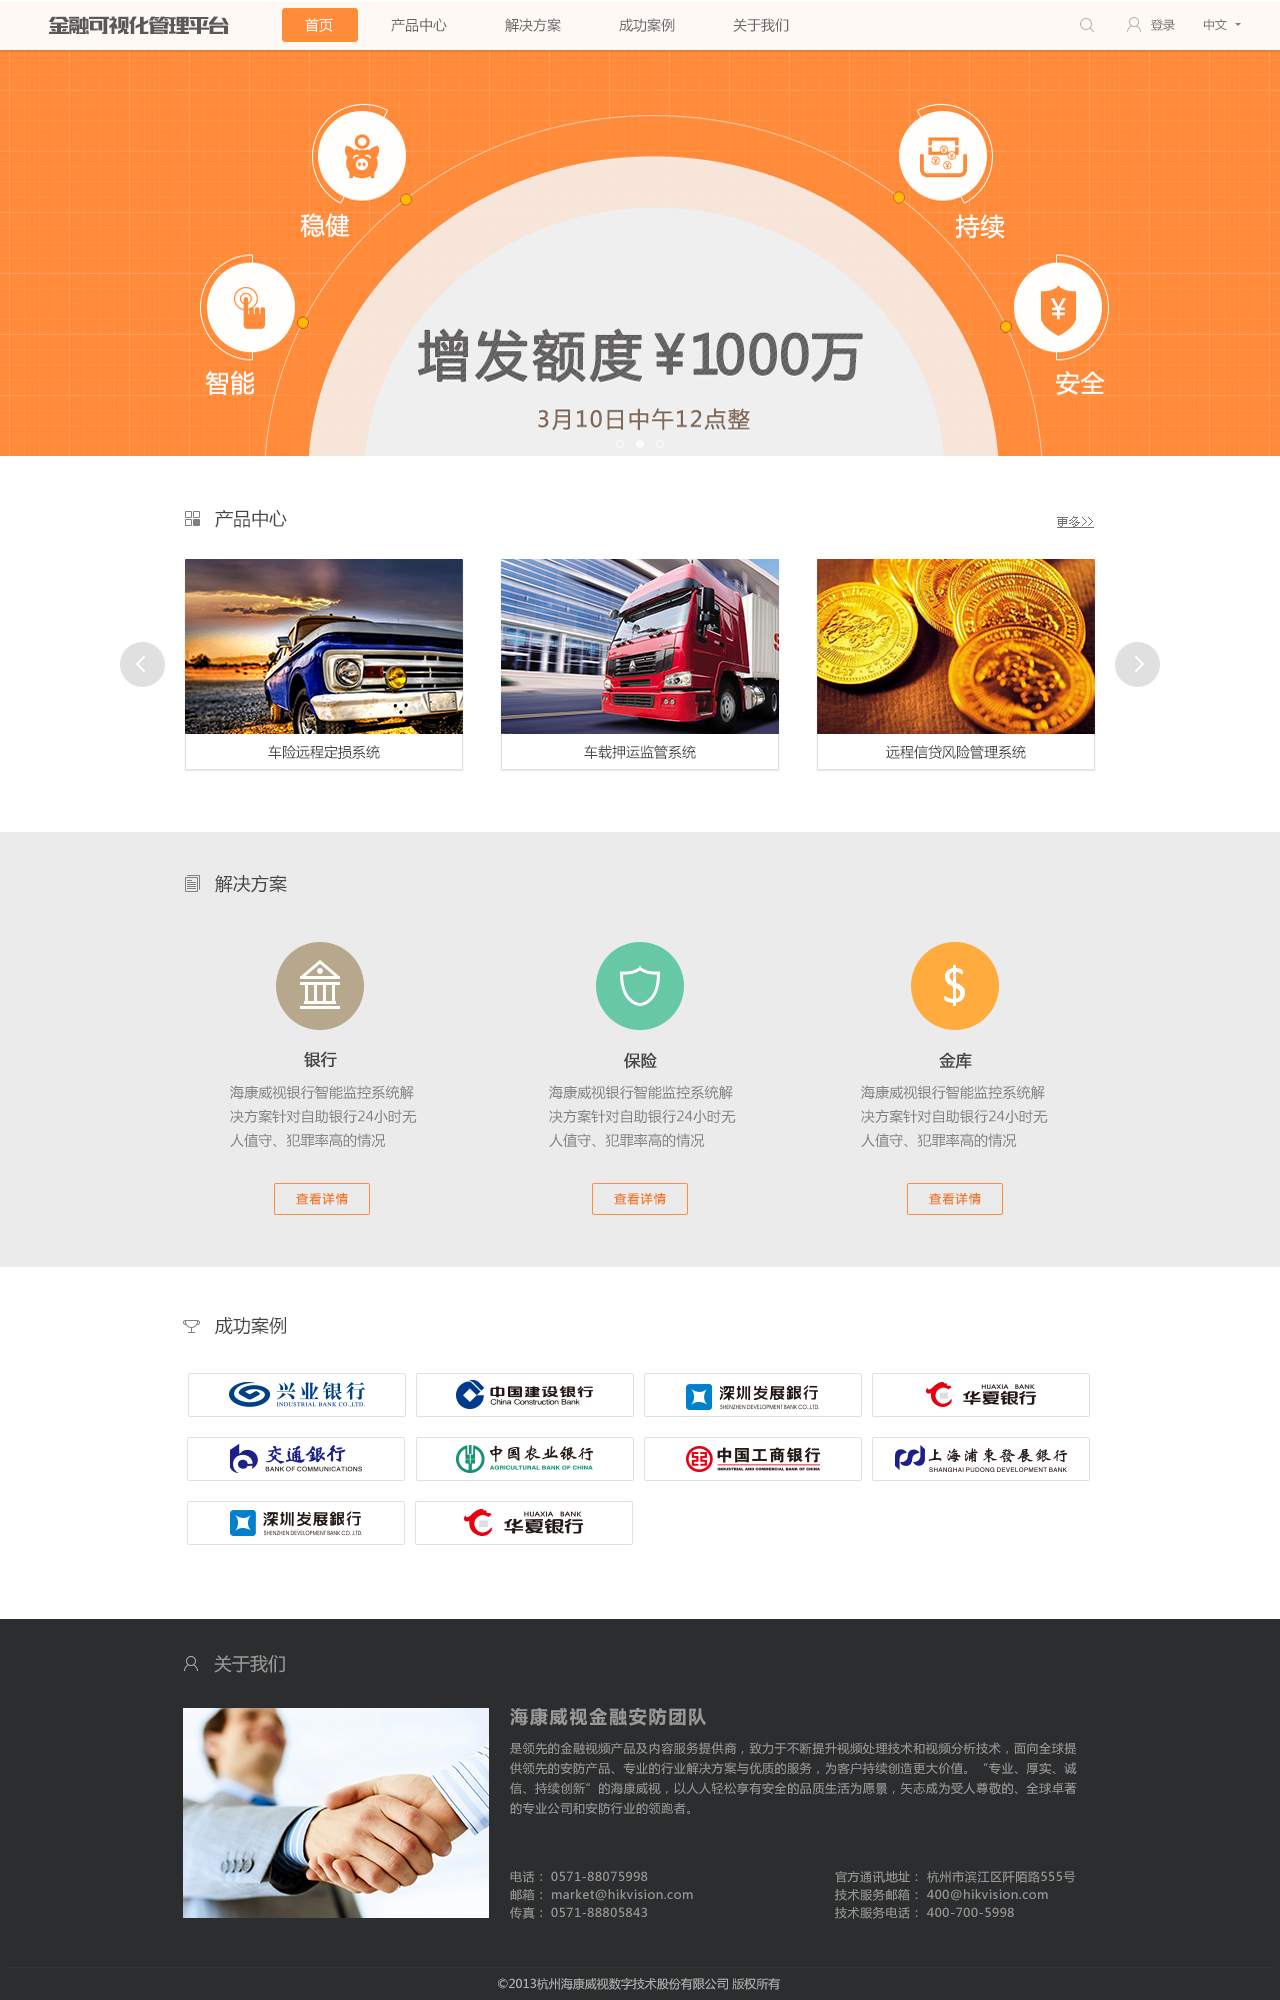 金融可视化管理平台
首页 产品中心 解决方案 成功案例 关于我们 登录 中文
稳健
持续
智能
安全
增发额度¥1000万
3月10日中午12点整
产品中心
更多>>
车险远程定损系统
车载押运监管系统
远程信贷风险管理系统
解决方案
$
银行
保险
金库
海康威视银行智能监控系统解
决方案针对自助银行24小时无
人值守、犯罪率高的情况
海康威视银行智能监控系统解
决方案针对自助银行24小时无
人值守、犯罪率高的情况
海康威视银行智能监控系统解
决方案针对自助银行24小时无
人值守、犯罪率高的情况
查看详情
查看详情
查看详情
成功案例
兴业银行
INDUSTRIAL BANK CO.,LTD.
中国建设银行
China Construction Bank
深圳发展銀行
SHENZHEN DEVELOPMENT BANK CO.,LTD.
HUAXIA BANK
华夏银行
交通銀行
BANK OF COMMUNICATIONS
中国农业银行
AGRICULTURAL BANK OF CHINA
中国工商银行
INDUSTRIAL AND COMMERCIAL BANK OF CHINA
上海浦東發展銀行
SHANGHAI PUDONG DEVELOPMENT BANK
深圳发展銀行
SHENZHEN DEVELOPMENT BANK CO.,LTD.
HUAXIA BANK
华夏银行
关于我们
海康威视金融安防团队
是领先的金融视频产品及内容服务提供商，致力于不断提升视频处理技术和视频分析技术，面向全球提
供领先的安防产品、专业的行业解决方案与优质的服务，为客户持续创造更大价值。“专业、厚实、诚
信、持续创新”的海康威视，以人人轻松享有安全的品质生活为愿景，矢志成为受人尊敬的、全球卓著
的专业公司和安防行业的领跑者。
电话： 0571-88075998
邮箱： market@hikvision.com
传真： 0571-88805843
官方通讯地址： 杭州市滨江区阡陌路555号
技术服务邮箱： 400@hikvision.com
技术服务电话： 400-700-5998
©2013杭州海康威视数字技术股份有限公司 版权所有